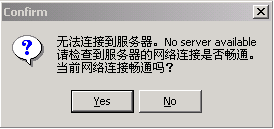 Confirm
无法连接到服务器。No server available
请检查到服务器的网络连接是否畅通。
当前网络连接畅通吗？
Yes
No